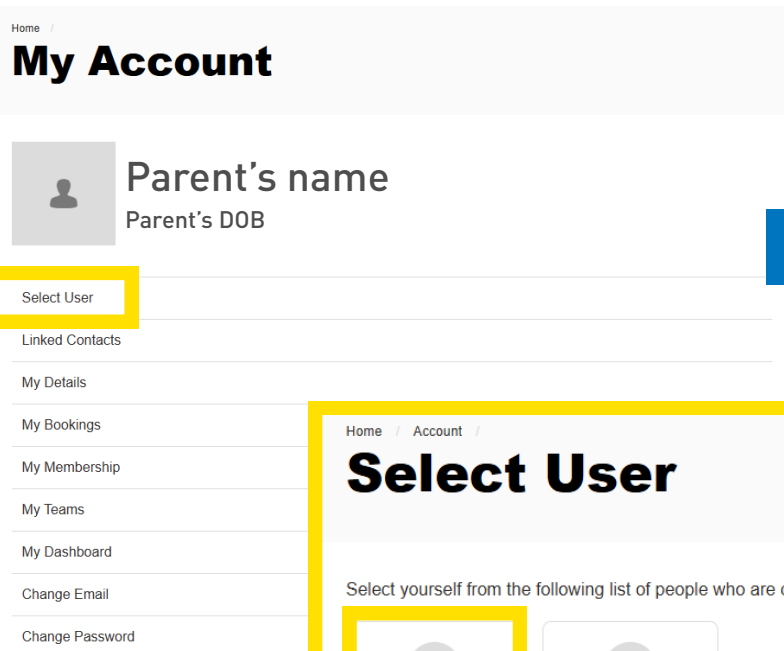 Home /
My Account
Parent's name
Parent's DOB
Select User
Linked Contacts
My Details
My Bookings
My Membership
My Teams
My Dashboard
Change Email
Change Password
Home / Account /
Select User
Select yourself from the following list of people who are